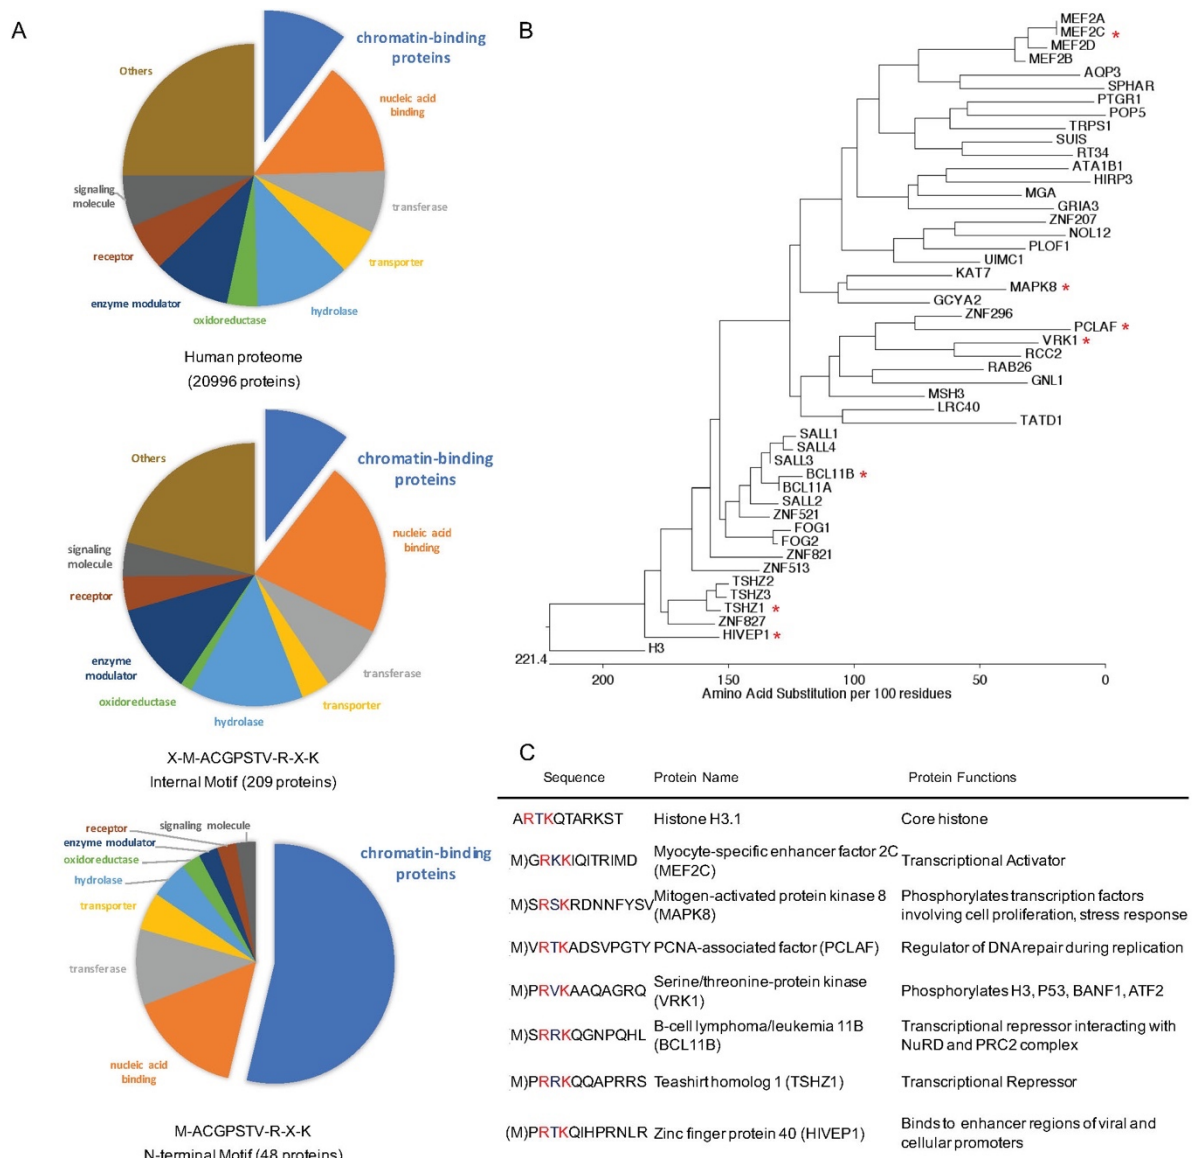 A
chromatin-binding
proteins
Others
nucleic acid
binding
signaling
molecule
transferase
receptor
transporter
enzyme modulator
hydrolase
oxidoreductase
Human proteome
(20996 proteins)
chromatin-binding
proteins
Others
nucleic acid
binding
signaling
molecule
receptor
enzyme
modulator
transferase
oxidoreductase
transporter
hydrolase
X-M-ACGPSTV-R-X-K
Internal Motif (209 proteins)
receptor
signaling molecule
enzyme modulator
oxidoreductase
chromatin-binding
proteins
hydrolase
transporter
transferase
nucleic acid
binding
M-ACGPSTV-R-X-K
N-terminal Motif (48 proteins)
B
MEF2A
MEF2C *
MEF2D
MEF2B
AQP3
SPHAR
PTGR1
POP5
TRPS1
SUIS
RT34
ATA1B1
HIRP3
MGA
GRIA3
ZNF207
NOL12
PLOF1
UIMC1
KAT7
MAPK8 *
GCYA2
ZNF296
PCLAF *
VRK1 *
RCC2
RAB26
GNL1
MSH3
LRC40
TATD1
SALL1
SALL4
SALL3
BCL11B *
BCL11A
SALL2
ZNF521
FOG1
FOG2
ZNF821
ZNF513
TSHZ2
TSHZ3
TSHZ1 *
ZNF827
HIVEP1 *
H3
221.4
200 150 100 50 0
Amino Acid Substitution per 100 residues
C
Sequence Protein Name Protein Functions
ARTKQTARKST Histone H3.1 Core histone
M)GRKKIQITRIMD Myocyte-specific enhancer factor 2C (MEF2C) Transcriptional Activator
M)SRSKRDNNFYSV Mitogen-activated protein kinase 8 (MAPK8) Phosphorylates transcription factors involving cell proliferation, stress response
M)VRTKADSVPGTY PCNA-associated factor (PCLAF) Regulator of DNA repair during replication
M)PRVKAAQAGRQ Serine/threonine-protein kinase (VRK1) Phosphorylates H3, P53, BANF1, ATF2
M)SRRKQGNPQHL B-cell lymphoma/leukemia 11B (BCL11B) Transcriptional repressor interacting with NuRD and PRC2 complex
M)PRRKQQAPRRS Teashirt homolog 1 (TSHZ1) Transcriptional Repressor
(M)PRTKQIHPRNLR Zinc finger protein 40 (HIVEP1) Binds to enhancer regions of viral and cellular promoters